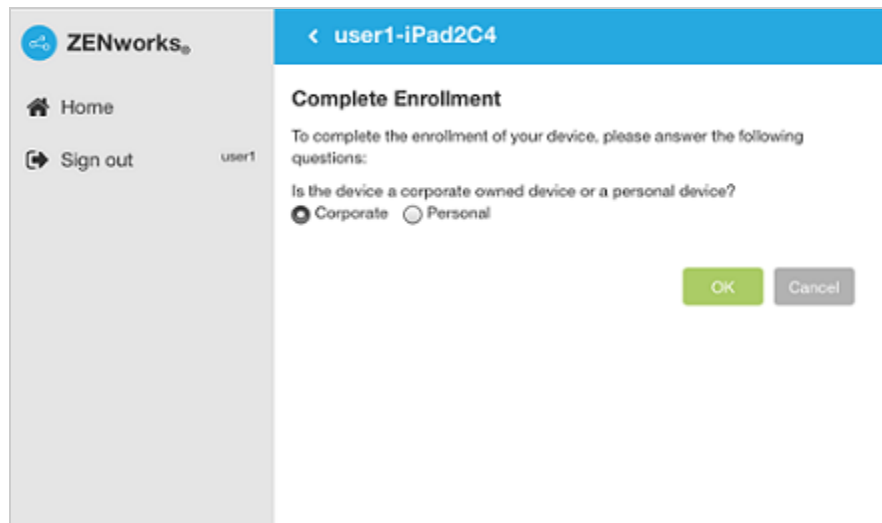 ZENworks®
Home
Sign out user1
user1-iPad2C4
Complete Enrollment
To complete the enrollment of your device, please answer the following
questions:
Is the device a corporate owned device or a personal device?
Corporate Personal
OK Cancel